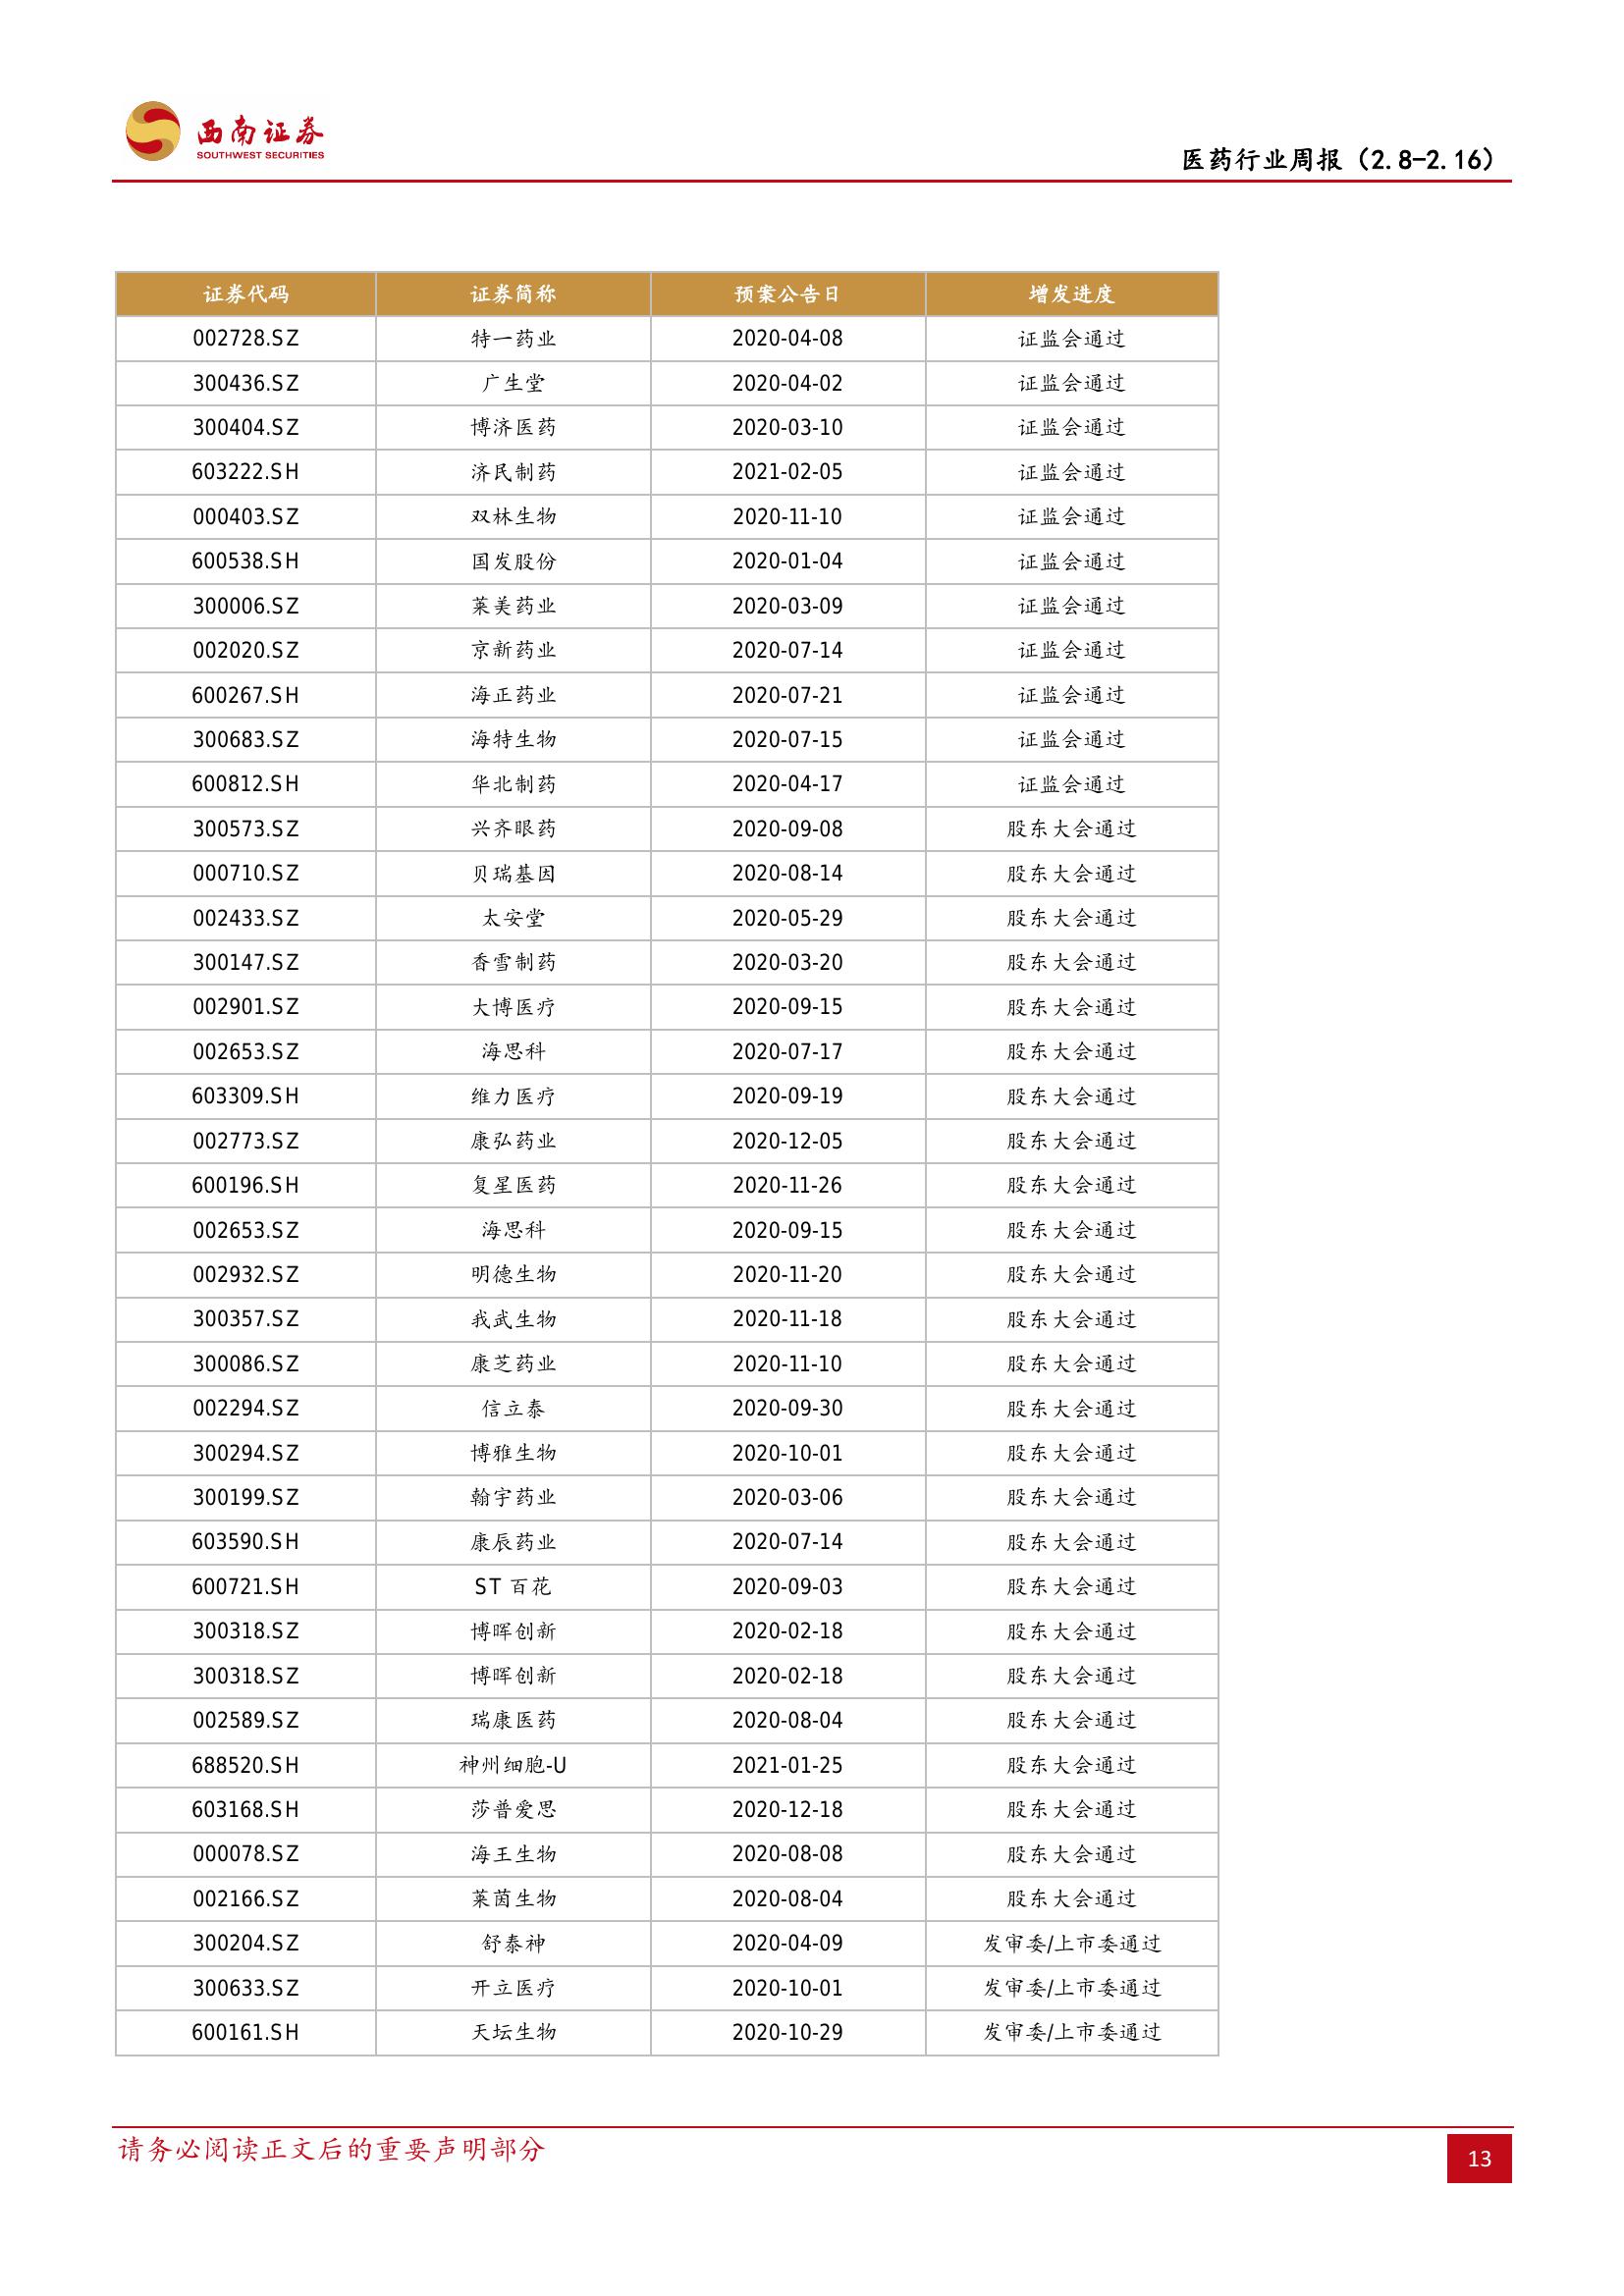 西南证券
SOUTHWEST SECURITIES
医药行业周报（2.8-2.16）
证券代码 证券简称 预案公告日 增发进度
002728.SZ 特一药业 2020-04-08 证监会通过
300436.SZ 广生堂 2020-04-02 证监会通过
300404.SZ 博济医药 2020-03-10 证监会通过
603222.SH 济民制药 2021-02-05 证监会通过
000403.SZ 双林生物 2020-11-10 证监会通过
600538.SH 国发股份 2020-01-04 证监会通过
300006.SZ 莱美药业 2020-03-09 证监会通过
002020.SZ 京新药业 2020-07-14 证监会通过
600267.SH 海正药业 2020-07-21 证监会通过
300683.SZ 海特生物 2020-07-15 证监会通过
600812.SH 华北制药 2020-04-17 证监会通过
300573.SZ 兴齐眼药 2020-09-08 股东大会通过
000710.SZ 贝瑞基因 2020-08-14 股东大会通过
002433.SZ 太安堂 2020-05-29 股东大会通过
300147.SZ 香雪制药 2020-03-20 股东大会通过
002901.SZ 大博医疗 2020-09-15 股东大会通过
002653.SZ 海思科 2020-07-17 股东大会通过
603309.SH 维力医疗 2020-09-19 股东大会通过
002773.SZ 康弘药业 2020-12-05 股东大会通过
600196.SH 复星医药 2020-11-26 股东大会通过
002653.SZ 海思科 2020-09-15 股东大会通过
002932.SZ 明德生物 2020-11-20 股东大会通过
300357.SZ 我武生物 2020-11-18 股东大会通过
300086.SZ 康芝药业 2020-11-10 股东大会通过
002294.SZ 信立泰 2020-09-30 股东大会通过
300294.SZ 博雅生物 2020-10-01 股东大会通过
300199.SZ 翰宇药业 2020-03-06 股东大会通过
603590.SH 康辰药业 2020-07-14 股东大会通过
600721.SH ST 百花 2020-09-03 股东大会通过
300318.SZ 博晖创新 2020-02-18 股东大会通过
300318.SZ 博晖创新 2020-02-18 股东大会通过
002589.SZ 瑞康医药 2020-08-04 股东大会通过
688520.SH 神州细胞-U 2021-01-25 股东大会通过
603168.SH 莎普爱思 2020-12-18 股东大会通过
000078.SZ 海王生物 2020-08-08 股东大会通过
002166.SZ 莱茵生物 2020-08-04 股东大会通过
300204.SZ 舒泰神 2020-04-09 发审委/上市委通过
300633.SZ 开立医疗 2020-10-01 发审委/上市委通过
600161.SH 天坛生物 2020-10-29 发审委/上市委通过
请务必阅读正文后的重要声明部分
13